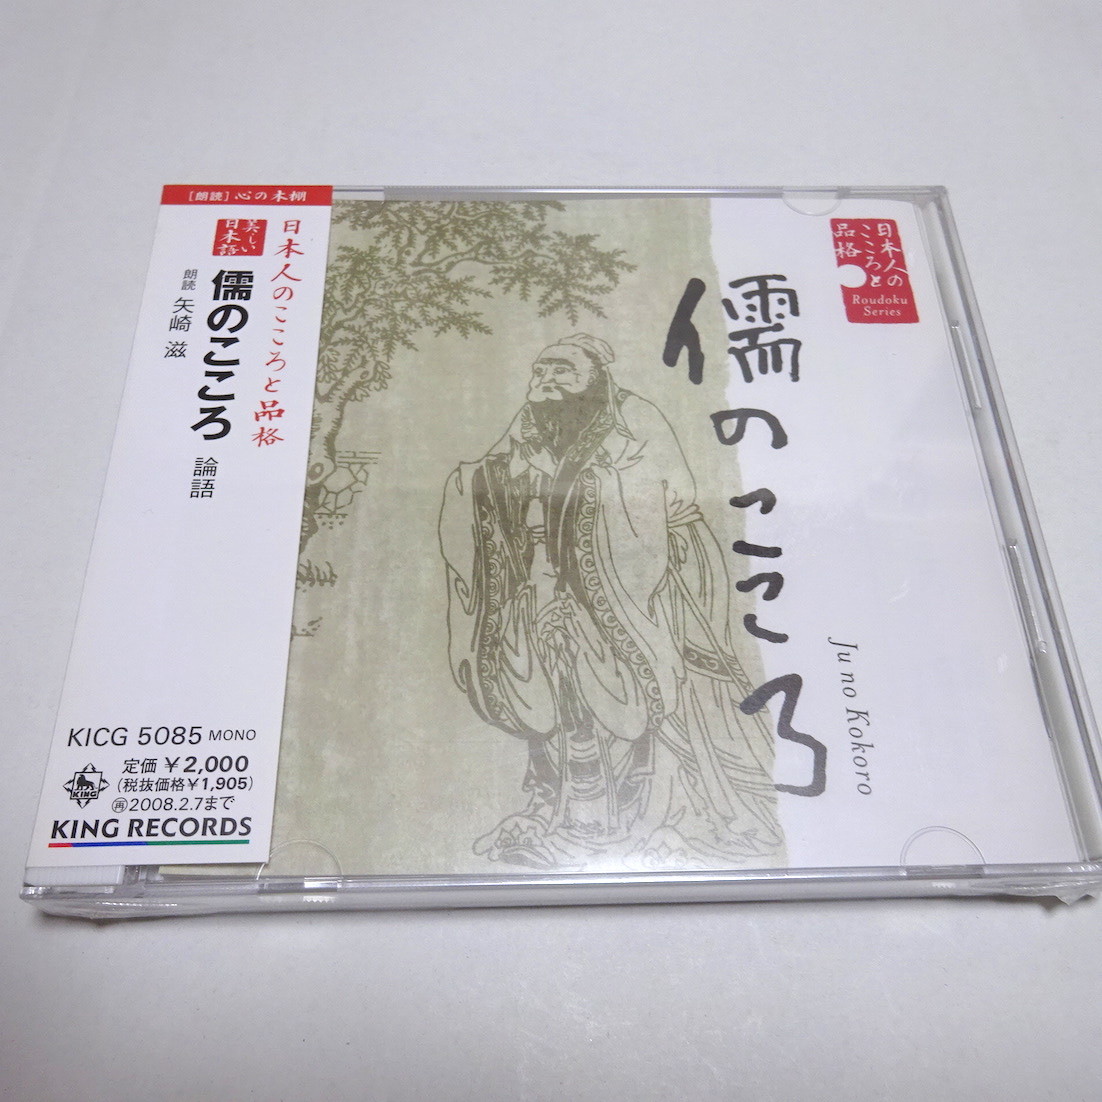 [朗読] 心の本棚
日本人のこころと品格
美しい
日本語
儒のこころ 論語
朗読 矢崎 滋
KICG 5085 MONO
定価 ¥2,000
(税抜価格¥1,905)
再 2008.2.7まで
KING
KING RECORDS
日本人の
こころと
品格
Roudoku
Series
儒のこころ
Ju no Kokoro